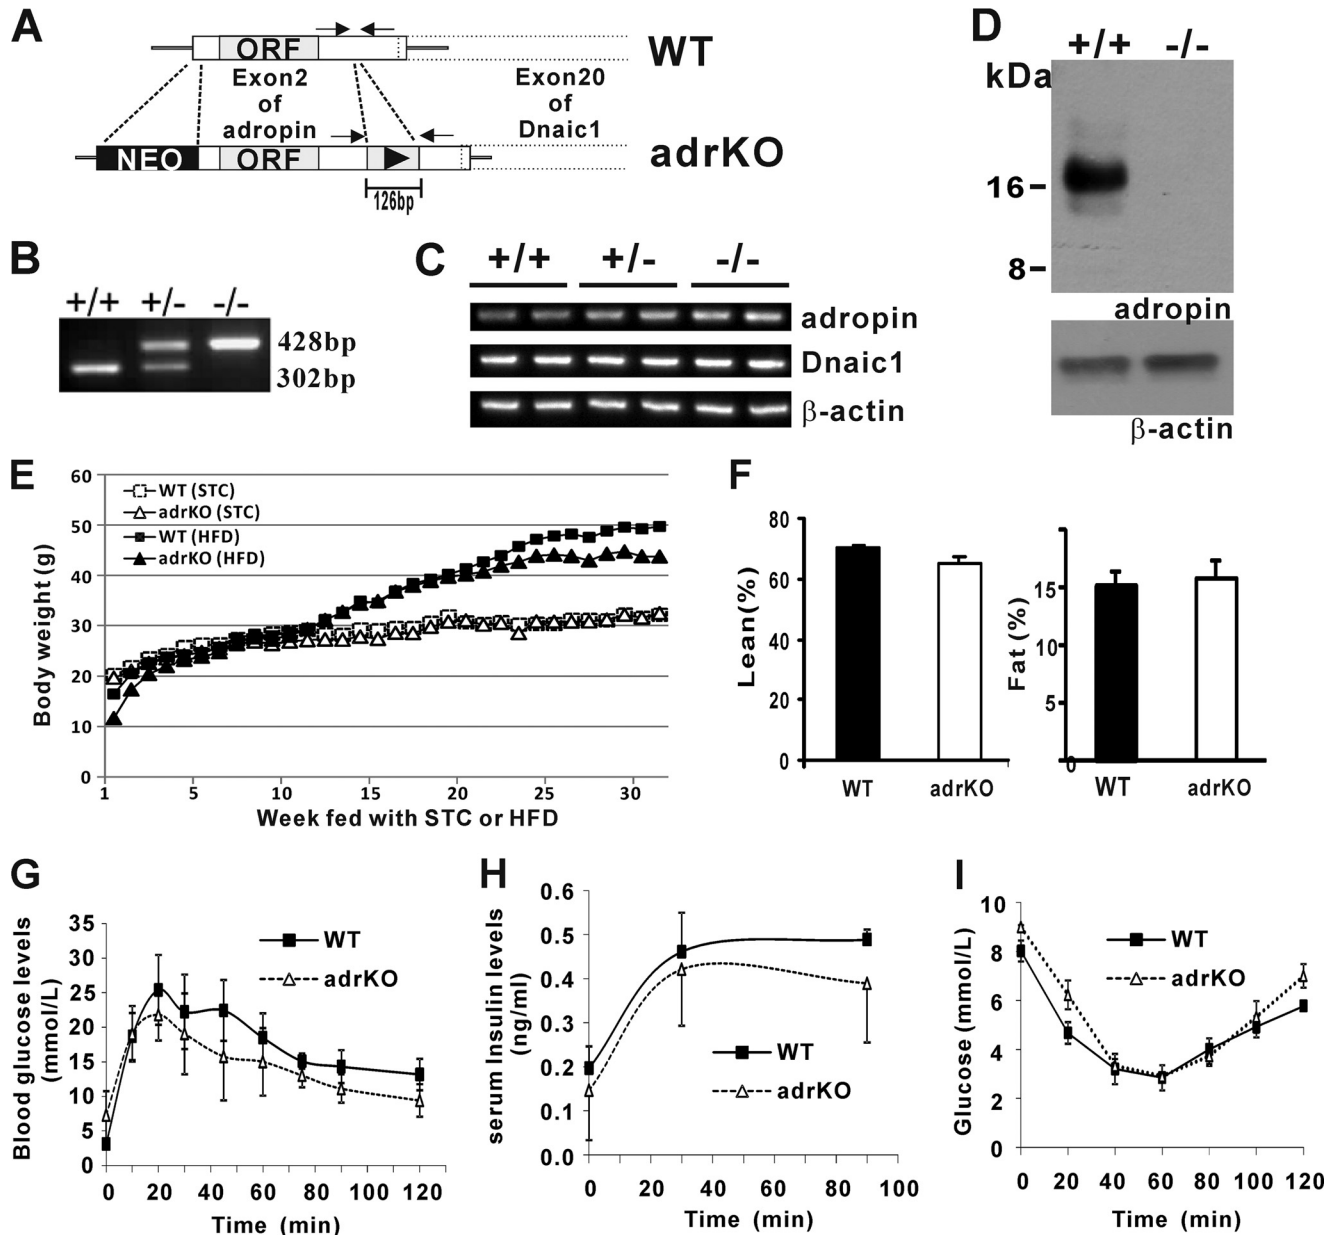 A
ORF
WT
Exon2
of
adropin
Exon20
of
Dnaic1
NEO
ORF
adrKO
126bp
B
+/+ +/- -/-
428bp
302bp
C
+/+ +/- -/-
adropin
Dnaic1
β-actin
D
+/+ -/-
kDa
16
8
adropin
β-actin
E
Body weight (g)
60
50
40
30
20
10
0
WT (STC)
adrKO (STC)
WT (HFD)
adrKO (HFD)
1 5 10 15 20 25 30
Week fed with STC or HFD
F
Lean(%)
80
60
40
20
0
WT adrKO
Fat (%)
15
15
5
0
WT adrKO
G
Blood glucose levels
(mmol/L)
35
30
25
20
15
10
5
0
WT
adrKO
0 20 40 60 80 100 120
Time (min)
H
serum Insulin levels
(ng/ml)
0.6
0.5
0.4
0.3
0.2
0.1
0.0
WT
adrKO
0 20 40 60 80 100
Time (min)
I
Glucose (mmol/L)
10
8
6
4
2
0
WT
adrKO
0 20 40 60 80 100 120
Time (min)